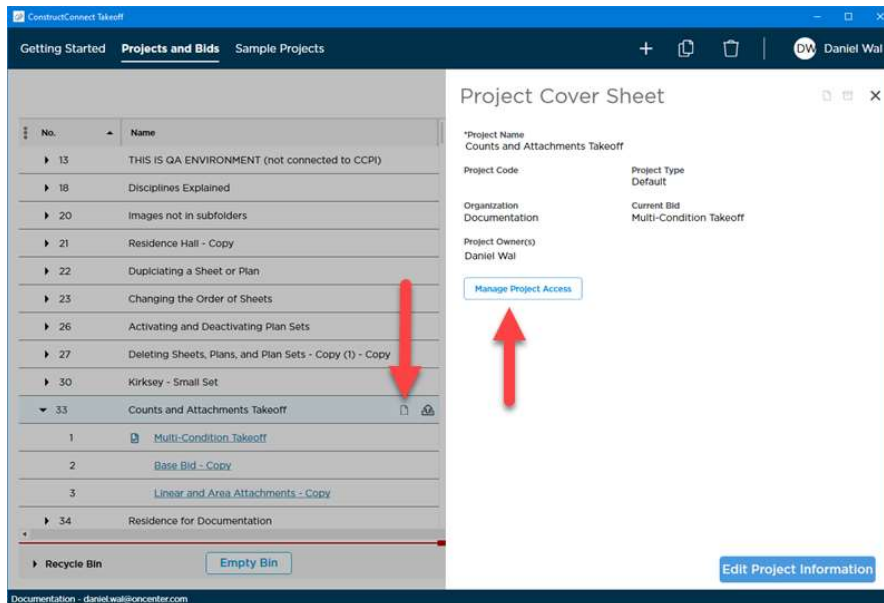 ConstructConnect Takeoff
Getting Started Projects and Bids Sample Projects DW Daniel Wal
Project Cover Sheet
No. Name
*Project Name
Counts and Attachments Takeoff
Project Code Project Type
Default
Organization Current Bid
Documentation Multi-Condition Takeoff
Project Owner(s)
Daniel Wal
Manage Project Access
13 THIS IS QA ENVIRONMENT (not connected to CCPI)
18 Disciplines Explained
20 Images not in subfolders
21 Residence Hall - Copy
22 Duplciating a Sheet or Plan
23 Changing the Order of Sheets
26 Activating and Deactivating Plan Sets
27 Deleting Sheets, Plans, and Plan Sets - Copy (1) - Copy
30 Kirksey - Small Set
33 Counts and Attachments Takeoff
1 Multi-Condition Takeoff
2 Base Bid - Copy
3 Linear and Area Attachments - Copy
34 Residence for Documentation
Recycle Bin Empty Bin
Edit Project Information
Documentation - daniel.wal@oncenter.com